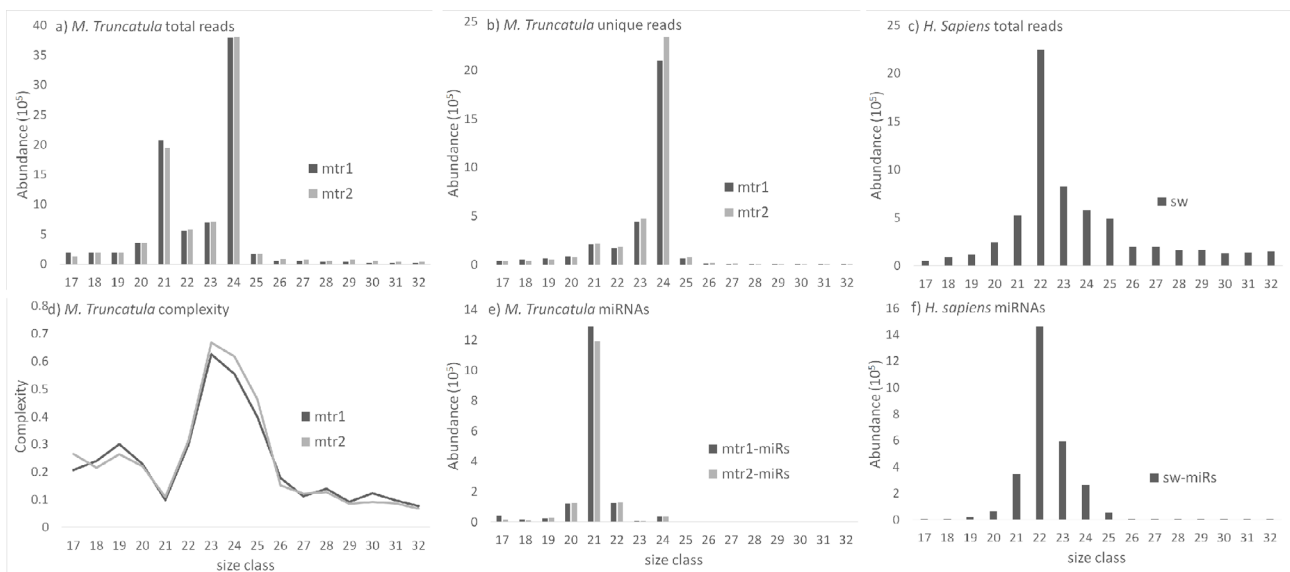 a) M. Truncatula total reads
Abundance (10⁵)
40
35
30
25
20
15
10
5
0
17 18 19 20 21 22 23 24 25 26 27 28 29 30 31 32
mtr1
mtr2
b) M. Truncatula unique reads
Abundance (10⁵)
25
20
15
10
5
0
17 18 19 20 21 22 23 24 25 26 27 28 29 30 31 32
mtr1
mtr2
c) H. Sapiens total reads
Abundance (10⁵)
25
20
15
10
5
0
17 18 19 20 21 22 23 24 25 26 27 28 29 30 31 32
sw
d) M. Truncatula complexity
Complexity
0.8
0.7
0.6
0.5
0.4
0.3
0.2
0.1
0
17 18 19 20 21 22 23 24 25 26 27 28 29 30 31 32
size class
mtr1
mtr2
e) M. Truncatula miRNAs
Abundance (10⁵)
14
12
10
8
6
4
2
0
17 18 19 20 21 22 23 24 25 26 27 28 29 30 31 32
size class
mtr1-miRs
mtr2-miRs
f) H. sapiens miRNAs
Abundance (10⁵)
16
14
12
10
8
6
4
2
0
17 18 19 20 21 22 23 24 25 26 27 28 29 30 31 32
size class
sw-miRs